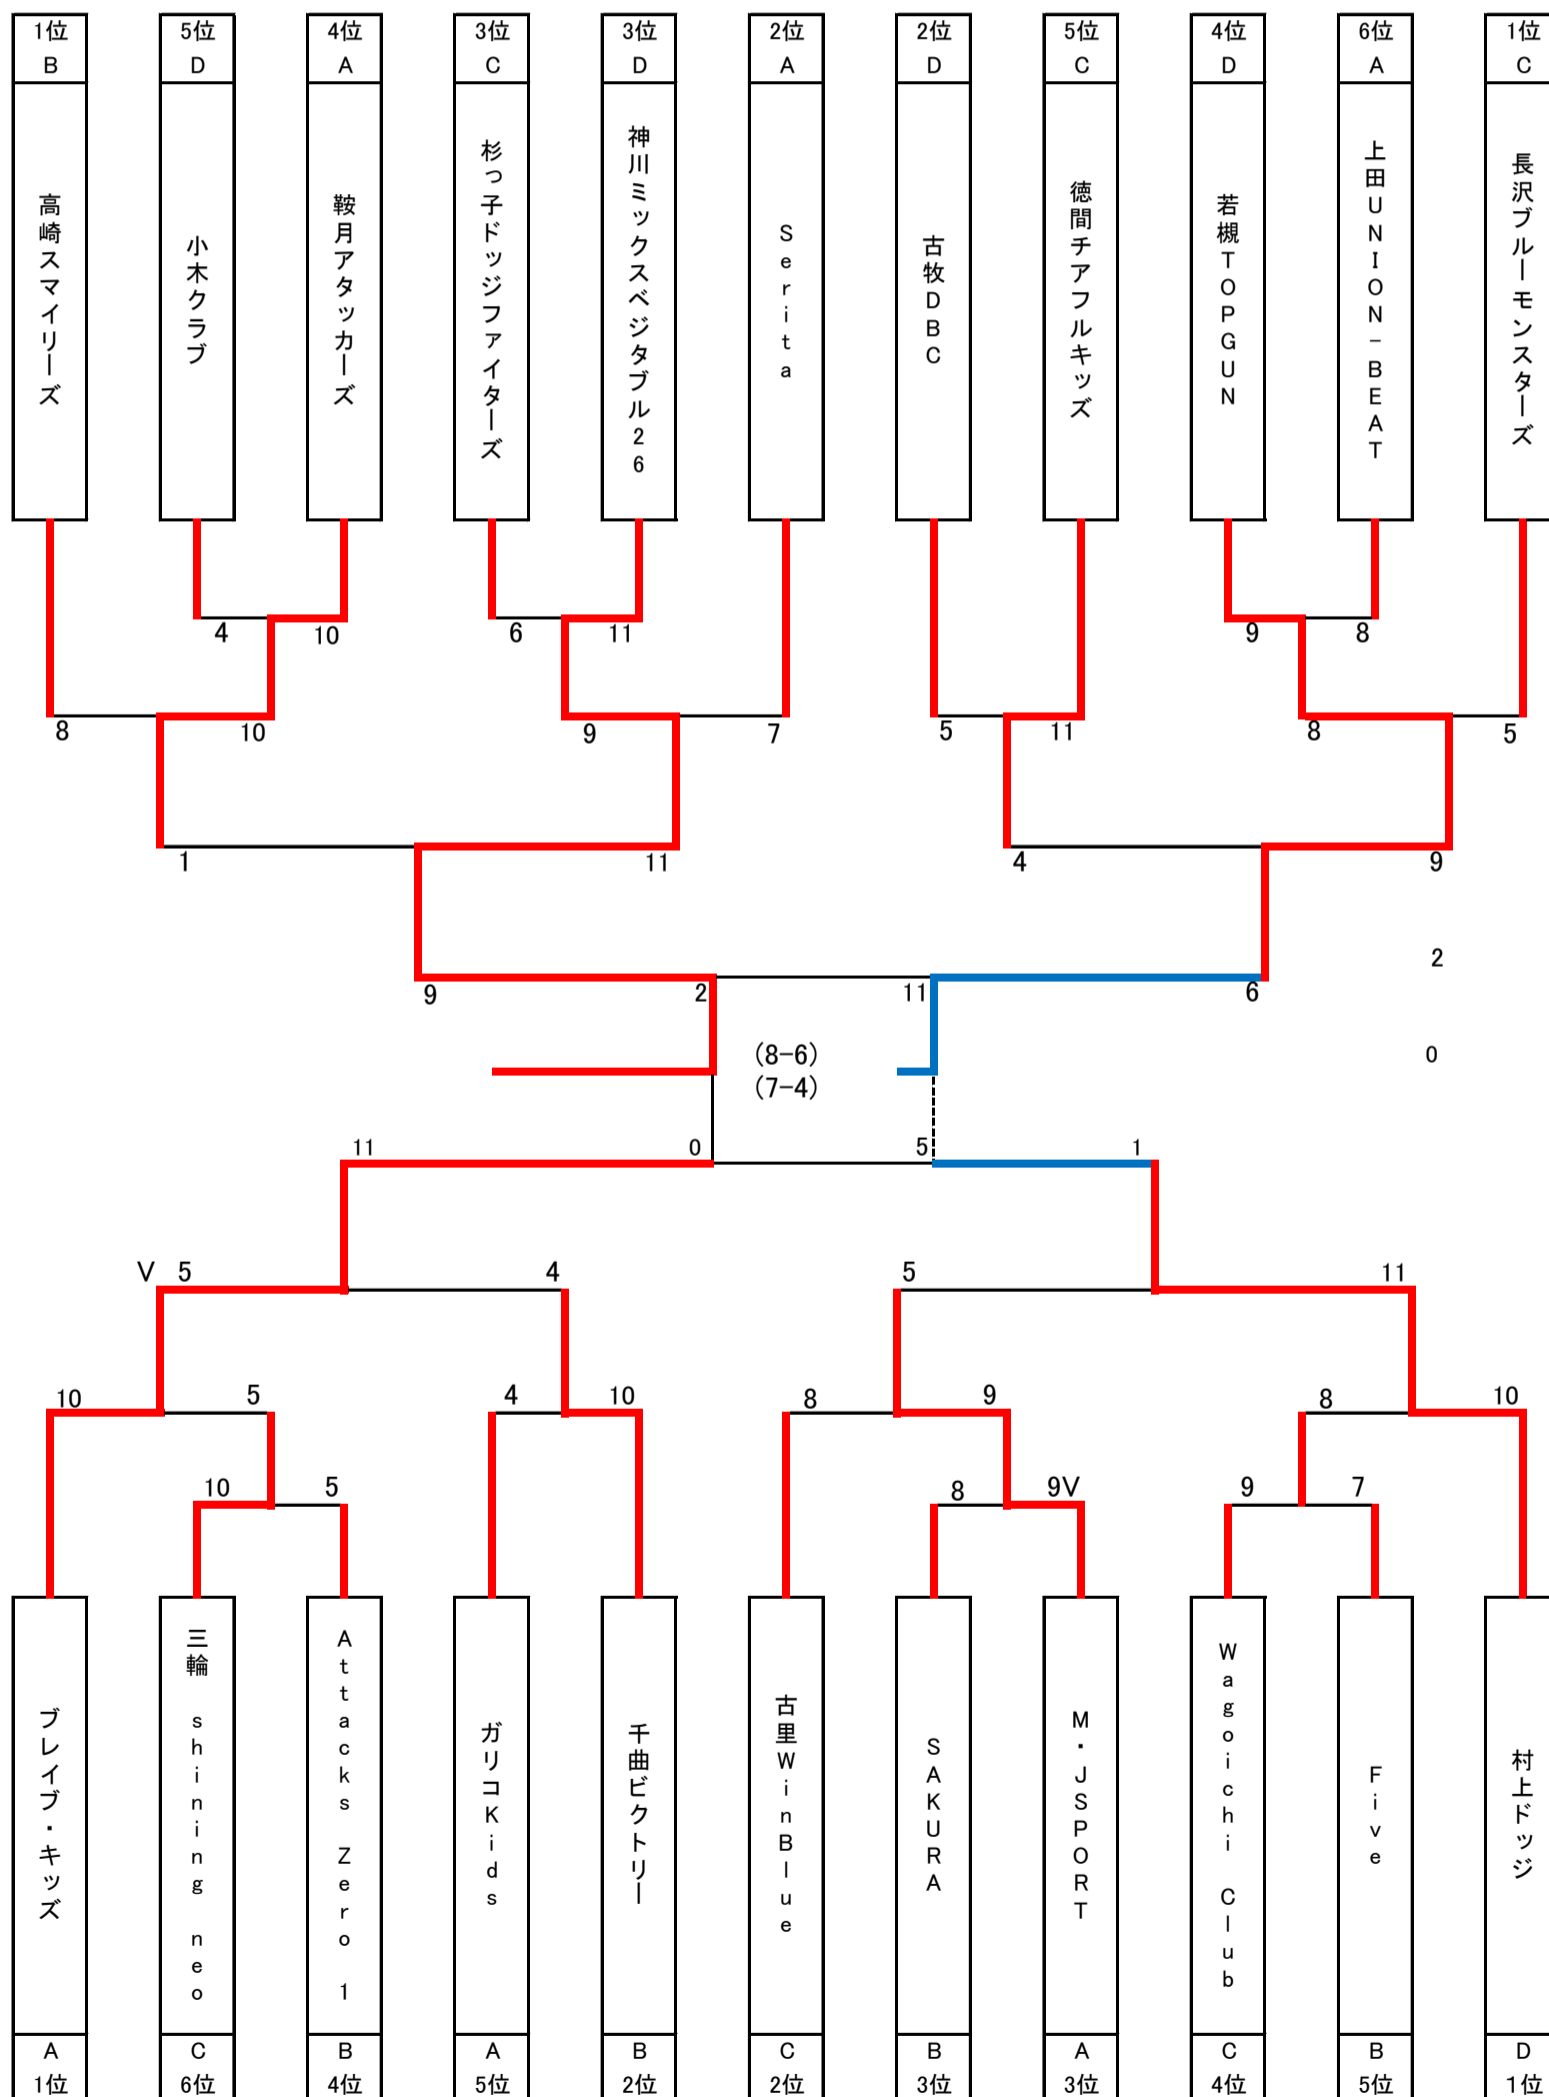 1位 5位 4位 3位 3位 2位 2位 5位 4位 6位 1位
B D A C D A D C D A C
高崎スマイリーズ
小木クラブ
鞍月アタッカーズ
杉っ子ドッジファイターズ
神川ミックスベジタブル26
Serita
古牧DBC
徳間チアフルキッズ
若槻TOPGUN
上田UNION-BEAT
長沢ブルーモンスターズ
4 10 6 11 9 8
8 10 9 7 5 11 8 5
1 11 4 9
2
9 2 11 6
(8-6)
0
(7-4)
11 0 5 1
V 5 4 5 11
10 5 4 10 8 9 8 10
10 5 8 9V 9 7
ブレイブ・キッズ
三輪 shining neo
Attacks Zero 1
ガリコKids
千曲ビクトリー
古里WinBlue
SAKURA
M・JSPORT
Wagoichi Club
Five
村上ドッジ
A C B A B C B A C B D
1位 6位 4位 5位 2位 2位 3位 3位 4位 5位 1位